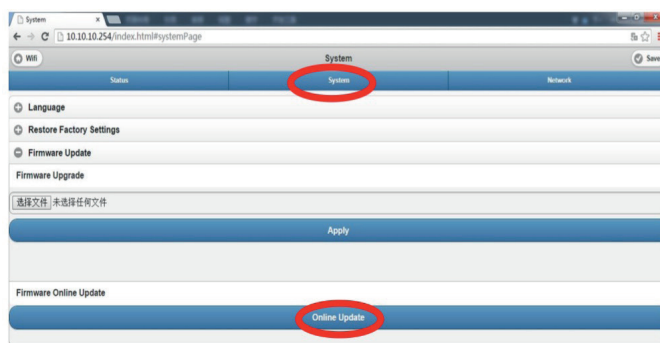 System
10.10.10.254/index.html#systemPage
Wifi
System
Save
Status
System
Network
Language
Restore Factory Settings
Firmware Update
Firmware Upgrade
选择文件 未选择任何文件
Apply
Firmware Online Update
Online Update